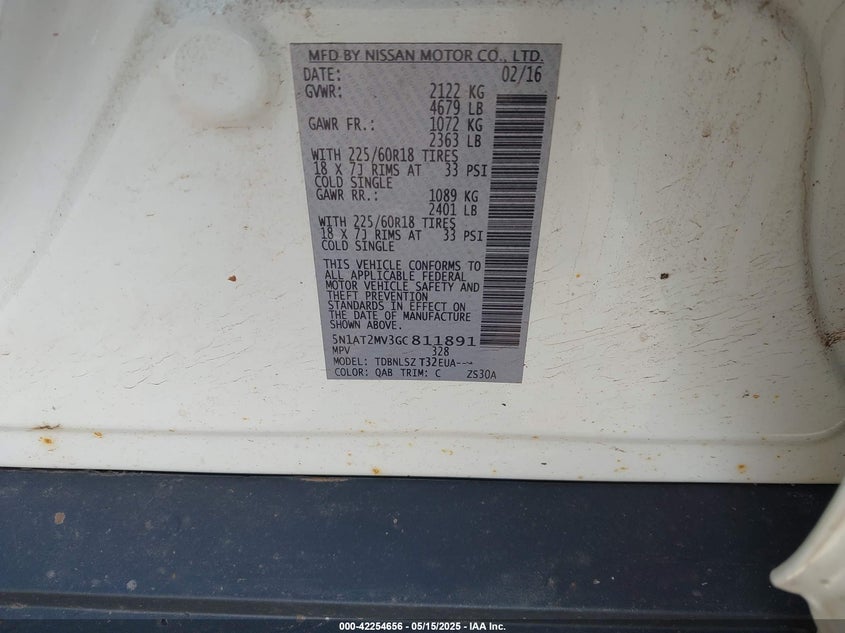 MFD BY NISSAN MOTOR CO., LTD.
DATE: 02/16
GVWR: 2122 KG
4679 LB
GAWR FR.: 1072 KG
2363 LB
WITH 225/60R18 TIRES
18 X 7J RIMS AT 33 PSI
COLD SINGLE
GAWR RR.: 1089 KG
2401 LB
WITH 225/60R18 TIRES
18 X 7J RIMS AT 33 PSI
COLD SINGLE
THIS VEHICLE CONFORMS TO
ALL APPLICABLE FEDERAL
MOTOR VEHICLE SAFETY AND
THEFT PREVENTION
STANDARDS IN EFFECT ON
THE DATE OF MANUFACTURE
SHOWN ABOVE.
5N1AT2MV3GC811891
MPV 328
MODEL: TDBNLSZ T32EUA---
COLOR: QAB TRIM: C ZS30A
000-42254656 - 05/15/2025 - IAA Inc.